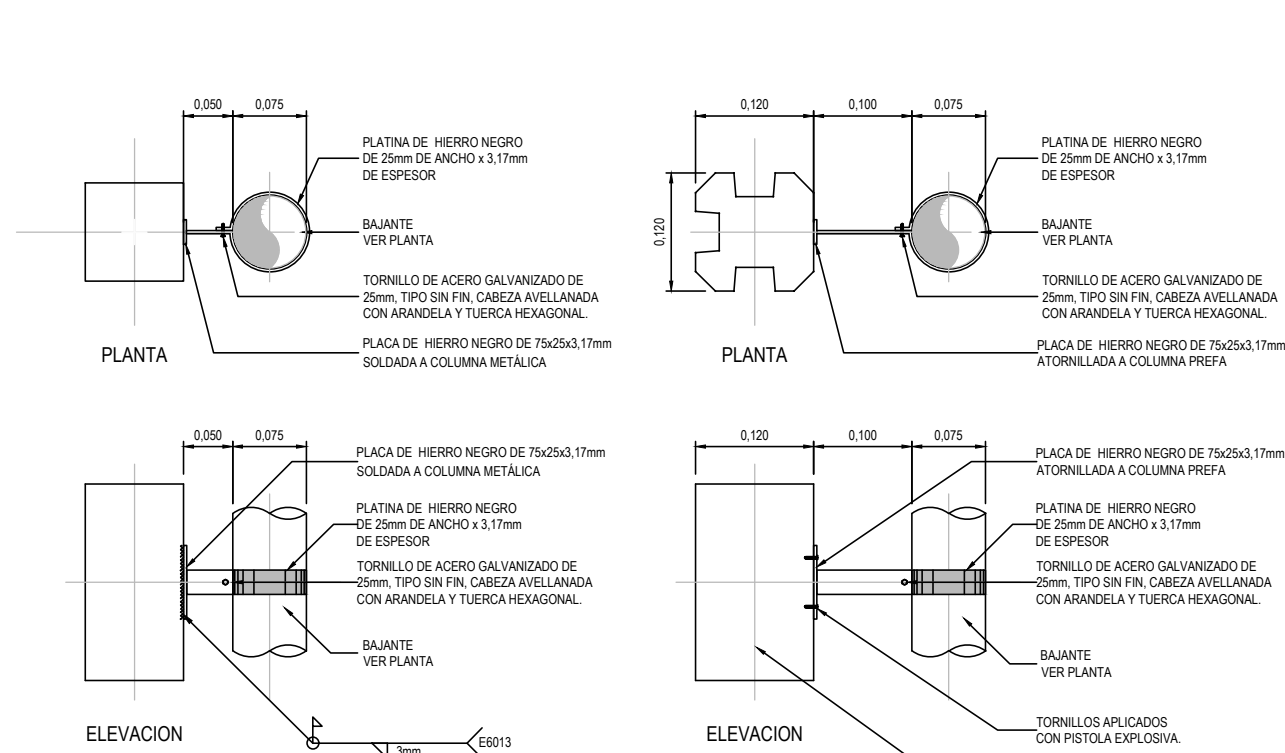 0,050
0,075
PLATINA DE HIERRO NEGRO
DE 25mm DE ANCHO x 3,17mm
DE ESPESOR
BAJANTE
VER PLANTA
TORNILLO DE ACERO GALVANIZADO DE
25mm, TIPO SIN FIN, CABEZA AVELLANADA
CON ARANDELA Y TUERCA HEXAGONAL.
PLACA DE HIERRO NEGRO DE 75x25x3,17mm
SOLDADA A COLUMNA METÁLICA
PLANTA
0,120
0,100
0,075
0,120
PLATINA DE HIERRO NEGRO
DE 25mm DE ANCHO x 3,17mm
DE ESPESOR
BAJANTE
VER PLANTA
TORNILLO DE ACERO GALVANIZADO DE
25mm, TIPO SIN FIN, CABEZA AVELLANADA
CON ARANDELA Y TUERCA HEXAGONAL.
PLACA DE HIERRO NEGRO DE 75x25x3,17mm
ATORNILLADA A COLUMNA PREFA
PLANTA
0,050
0,075
PLACA DE HIERRO NEGRO DE 75x25x3,17mm
SOLDADA A COLUMNA METÁLICA
PLATINA DE HIERRO NEGRO
DE 25mm DE ANCHO x 3,17mm
DE ESPESOR
TORNILLO DE ACERO GALVANIZADO DE
25mm, TIPO SIN FIN, CABEZA AVELLANADA
CON ARANDELA Y TUERCA HEXAGONAL.
BAJANTE
VER PLANTA
ELEVACION
3mm
E6013
0,120
0,100
0,075
PLACA DE HIERRO NEGRO DE 75x25x3,17mm
ATORNILLADA A COLUMNA PREFA
PLATINA DE HIERRO NEGRO
DE 25mm DE ANCHO x 3,17mm
DE ESPESOR
TORNILLO DE ACERO GALVANIZADO DE
25mm, TIPO SIN FIN, CABEZA AVELLANADA
CON ARANDELA Y TUERCA HEXAGONAL.
BAJANTE
VER PLANTA
TORNILLOS APLICADOS
CON PISTOLA EXPLOSIVA.
ELEVACION